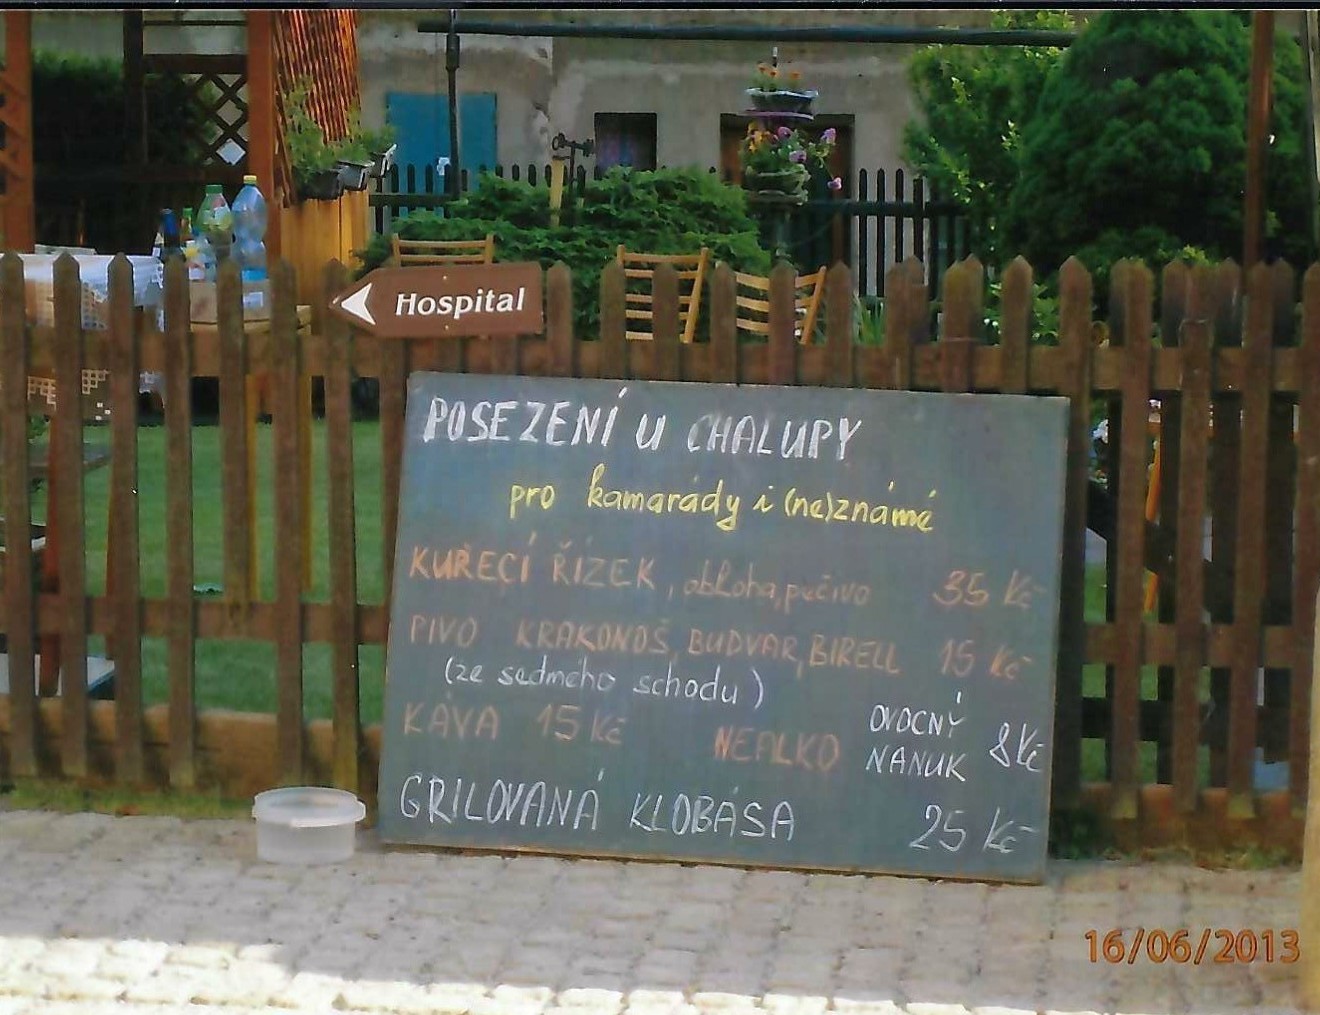 Hospital
POSEZENÍ U CHALUPY
pro kamarády i (ne)známé
KUŘECÍ ŘÍZEK, obloha, pečivo 35 Kč
PIVO KRAKONOŠ, BUDVAR, BIRELL 15 Kč
(ze sedmého schodu)
KÁVA 15 Kč NEALKO OVOCNÝ NANUK 8 Kč
GRILOVANÁ KLOBÁSA 25 Kč
16/06/2013